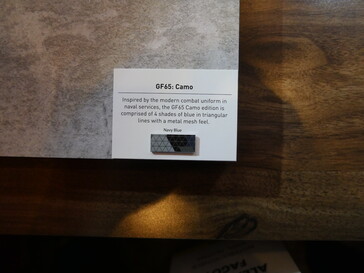 GF65: Camo
Inspired by the modern combat uniform in
naval services, the GF65 Camo edition is
comprised of 4 shades of blue in triangular
lines with a metal mesh feel.
Navy Blue